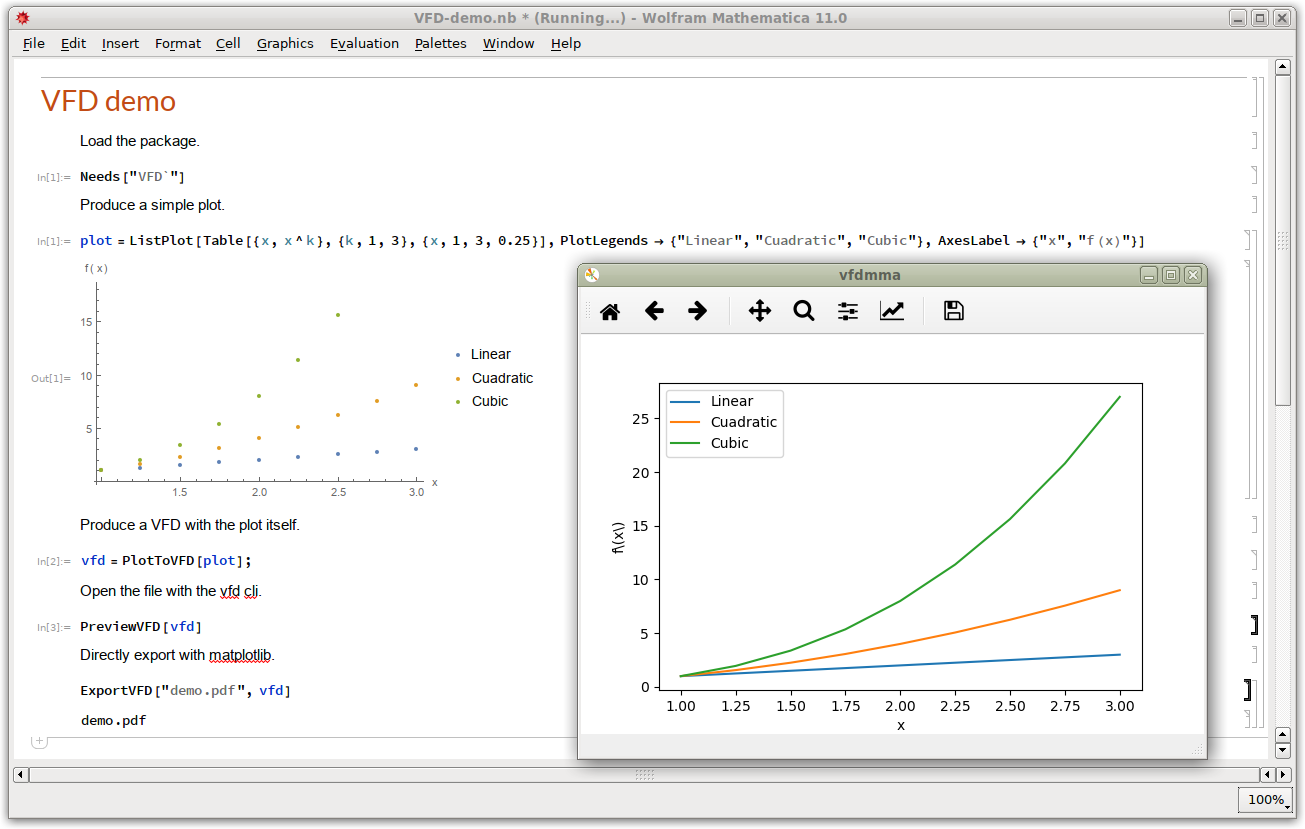 VFD-demo.nb * (Running...) - Wolfram Mathematica 11.0
File Edit Insert Format Cell Graphics Evaluation Palettes Window Help
VFD demo
Load the package.
In[1]:= Needs["VFD`"]
Produce a simple plot.
In[1]:= plot = ListPlot[Table[{x, x^k}, {k, 1, 3}, {x, 1, 3, 0.25}], PlotLegends → {"Linear", "Cuadratic", "Cubic"}, AxesLabel → {"x", "f(x)"}]
Out[1]=
f(x)
15
10
5
1.5 2.0 2.5 3.0 x
Linear
Cuadratic
Cubic
Produce a VFD with the plot itself.
In[2]:= vfd = PlotToVFD[plot];
Open the file with the vfd cli.
In[3]:= PreviewVFD[vfd]
Directly export with matplotlib.
ExportVFD["demo.pdf", vfd]
demo.pdf
vfdmma
Linear
Cuadratic
Cubic
f\(x\)
25
20
15
10
5
0
1.00 1.25 1.50 1.75 2.00 2.25 2.50 2.75 3.00
x
100%